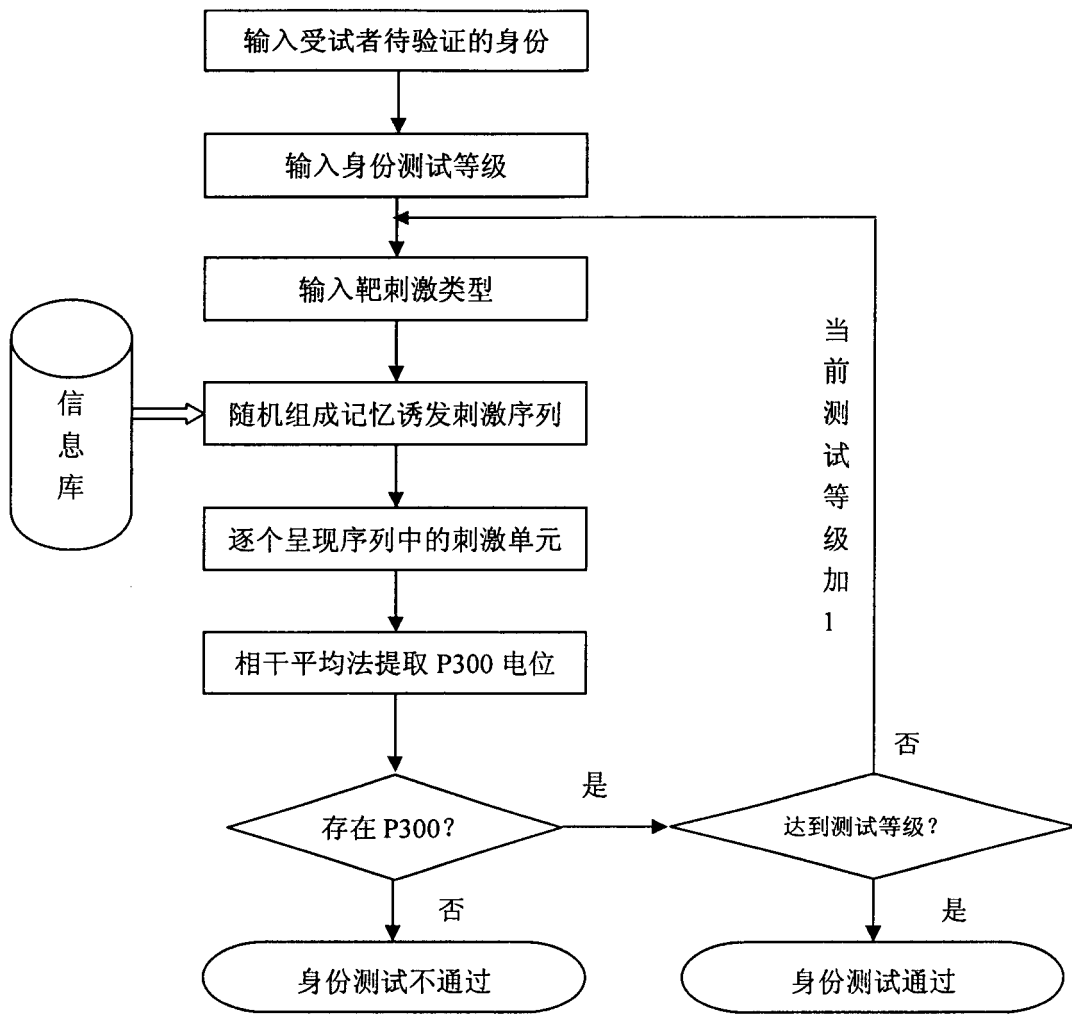 输入受试者待验证的身份
输入身份测试等级
输入靶刺激类型
信息库
随机组成记忆诱发刺激序列
逐个呈现序列中的刺激单元
相干平均法提取 P300 电位
当前测试等级加1
存在 P300？
是
达到测试等级？
否
否
是
身份测试不通过
身份测试通过